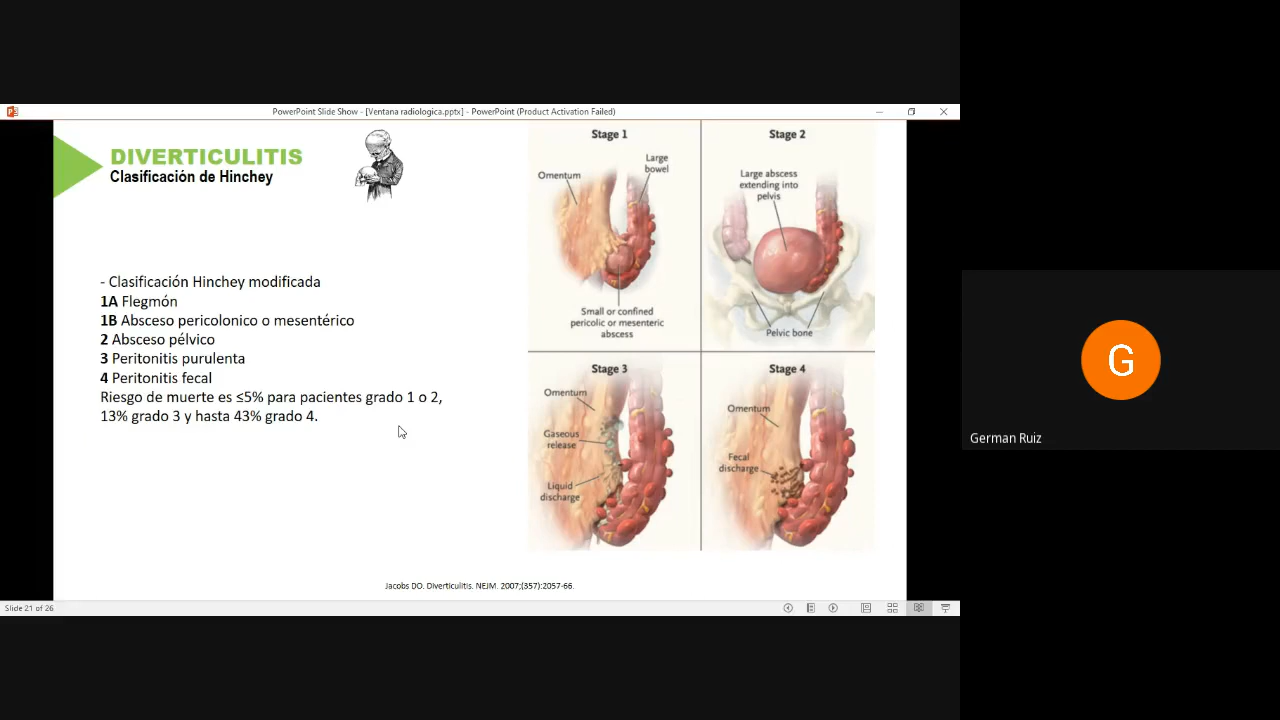 PowerPoint Slide Show - [Ventana radiologica.pptx] - PowerPoint (Product Activation Failed)
DIVERTICULITIS
Clasificación de Hinchey
- Clasificación Hinchey modificada
1A Flegmón
1B Absceso pericolonico o mesentérico
2 Absceso pélvico
3 Peritonitis purulenta
4 Peritonitis fecal
Riesgo de muerte es ≤5% para pacientes grado 1 o 2,
13% grado 3 y hasta 43% grado 4.
Stage 1
Large
bowel
Omentum
Small or confined
pericolic or mesenteric
abscess
Stage 2
Large abscess
extending into
pelvis
Pelvic bone
Stage 3
Omentum
Gaseous
release
Liquid
discharge
Stage 4
Omentum
Fecal
discharge
Jacobs DO. Diverticulitis. NEJM. 2007;(357):2057-66.
Slide 21 of 26
G
German Ruiz